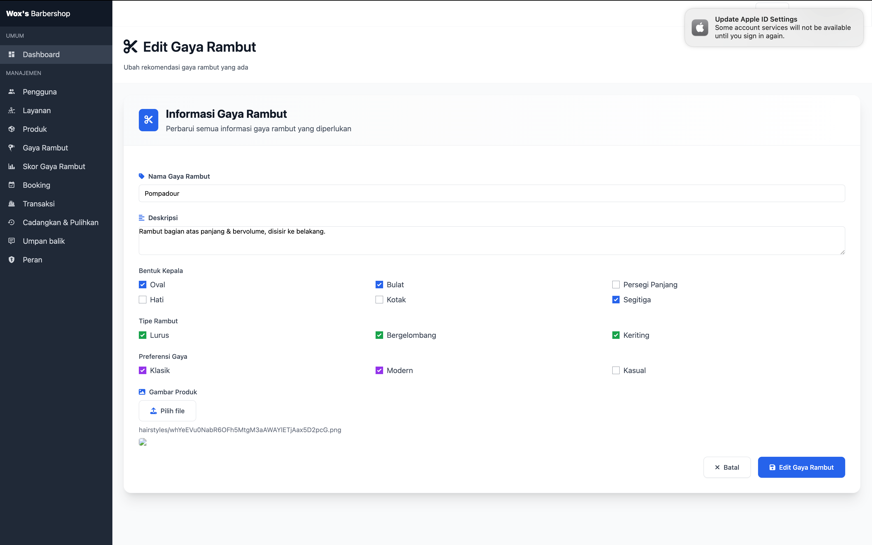 Wox's Barbershop
UMUM
Dashboard
MANAJEMEN
Pengguna
Layanan
Produk
Gaya Rambut
Skor Gaya Rambut
Booking
Transaksi
Cadangkan & Pulihkan
Umpan balik
Peran
Update Apple ID Settings
Some account services will not be available
until you sign in again.
Edit Gaya Rambut
Ubah rekomendasi gaya rambut yang ada
Informasi Gaya Rambut
Perbarui semua informasi gaya rambut yang diperlukan
Nama Gaya Rambut
Pompadour
Deskripsi
Rambut bagian atas panjang & bervolume, disisir ke belakang.
Bentuk Kepala
Oval Bulat Persegi Panjang
Hati Kotak Segitiga
Tipe Rambut
Lurus Bergelombang Keriting
Preferensi Gaya
Klasik Modern Kasual
Gambar Produk
Pilih file
hairstyles/whYeEVu0NabR6OFh5MtgM3aAWAYlETjAax5D2pcG.png
Batal Edit Gaya Rambut